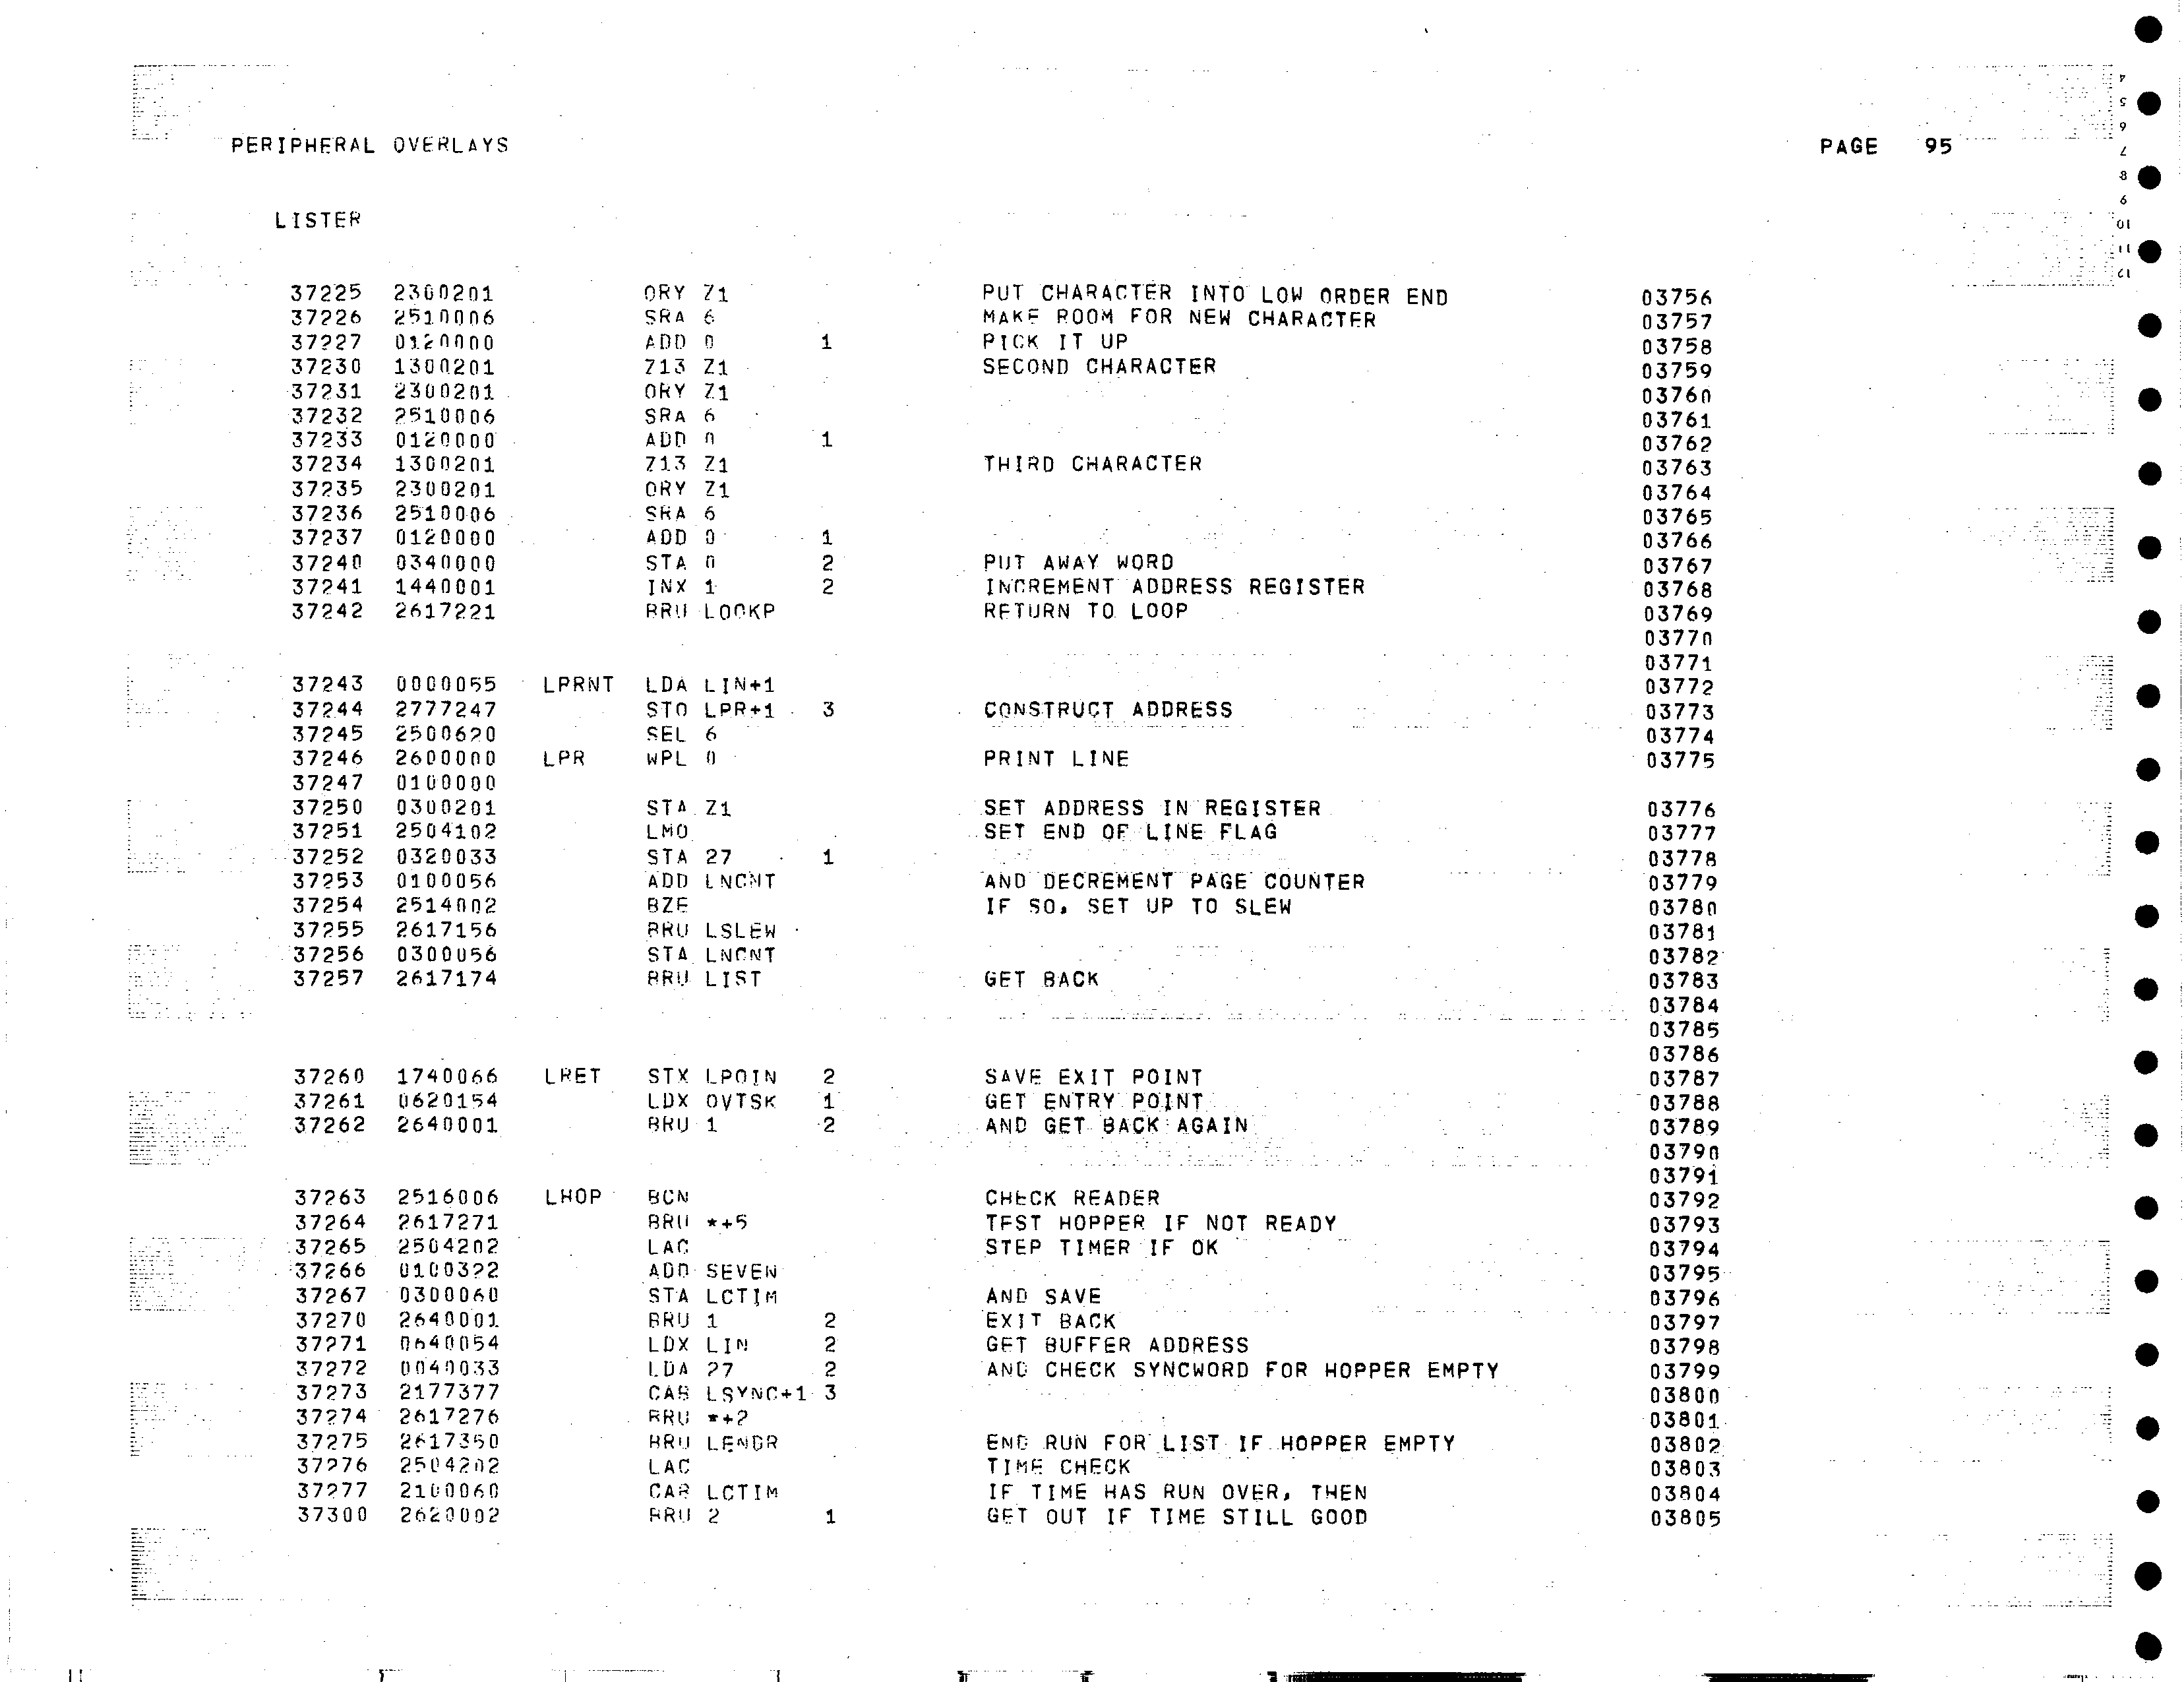 PERIPHERAL OVERLAYS PAGE 95
LISTER
37225 2300201 ORY Z1 PUT CHARACTER INTO LOW ORDER END 03756
37226 2510006 SRA 6 MAKE ROOM FOR NEW CHARACTER 03757
37227 0120000 ADD 0 1 PICK IT UP 03758
37230 1300201 Z13 Z1 SECOND CHARACTER 03759
37231 2300201 ORY Z1 03760
37232 2510006 SRA 6 03761
37233 0120000 ADD 0 1 03762
37234 1300201 Z13 Z1 THIRD CHARACTER 03763
37235 2300201 ORY Z1 03764
37236 2510006 SRA 6 03765
37237 0120000 ADD 0 1 03766
37240 0340000 STA 0 2 PUT AWAY WORD 03767
37241 1440001 INX 1 2 INCREMENT ADDRESS REGISTER 03768
37242 2617221 BRU LOOKP RETURN TO LOOP 03769
03770
03771
37243 0000055 LPRNT LDA LIN+1 03772
37244 2777247 STO LPR+1 3 CONSTRUCT ADDRESS 03773
37245 2500620 SEL 6 03774
37246 2600000 LPR WPL 0 PRINT LINE 03775
37247 0100000
37250 0300201 STA Z1 SET ADDRESS IN REGISTER 03776
37251 2504102 LMO SET END OF LINE FLAG 03777
37252 0320033 STA 27 1 03778
37253 0100056 ADD LNCNT AND DECREMENT PAGE COUNTER 03779
37254 2514002 BZE IF SO, SET UP TO SLEW 03780
37255 2617156 BRU LSLEW 03781
37256 0300056 STA LNCNT 03782
37257 2617174 BRU LIST GET BACK 03783
03784
03785
03786
37260 1740066 LRET STX LPOIN 2 SAVE EXIT POINT 03787
37261 0620154 LDX OVTSK 1 GET ENTRY POINT 03788
37262 2640001 BRU 1 2 AND GET BACK AGAIN 03789
03790
03791
37263 2516006 LHOP BCN CHECK READER 03792
37264 2617271 BRU *+5 TEST HOPPER IF NOT READY 03793
37265 2504202 LAC STEP TIMER IF OK 03794
37266 0100322 ADD SEVEN 03795
37267 0300060 STA LCTIM AND SAVE 03796
37270 2640001 BRU 1 2 EXIT BACK 03797
37271 0640054 LDX LIN 2 GET BUFFER ADDRESS 03798
37272 0040033 LDA 27 2 AND CHECK SYNCWORD FOR HOPPER EMPTY 03799
37273 2177377 CAB LSYNC+1 3 03800
37274 2617276 BRU *+2 03801
37275 2617350 BRU LENDR END RUN FOR LIST IF HOPPER EMPTY 03802
37276 2504202 LAC TIME CHECK 03803
37277 2100060 CAB LCTIM IF TIME HAS RUN OVER, THEN 03804
37300 2620002 BRU 2 1 GET OUT IF TIME STILL GOOD 03805
4
5
6
7
8
9
10
11
12